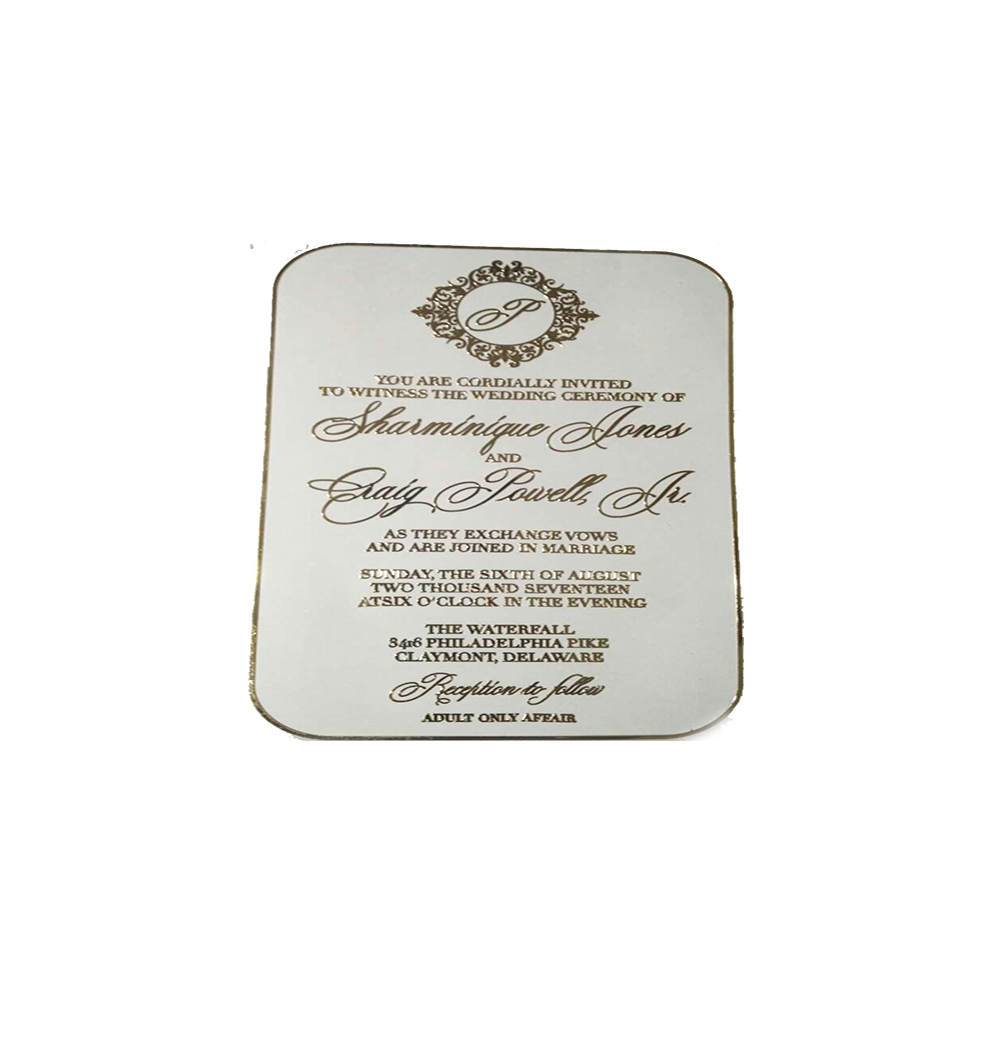 P
YOU ARE CORDIALLY INVITED
TO WITNESS THE WEDDING CEREMONY OF
Sharminique Jones
AND
Craig Powell, Jr.
AS THEY EXCHANGE VOWS
AND ARE JOINED IN MARRIAGE
SUNDAY, THE SIXTH OF AUGUST
TWO THOUSAND SEVENTEEN
ATSIX O'CLOCK IN THE EVENING
THE WATERFALL
3416 PHILADELPHIA PIKE
CLAYMONT, DELAWARE
Reception to follow
ADULT ONLY AFFAIR